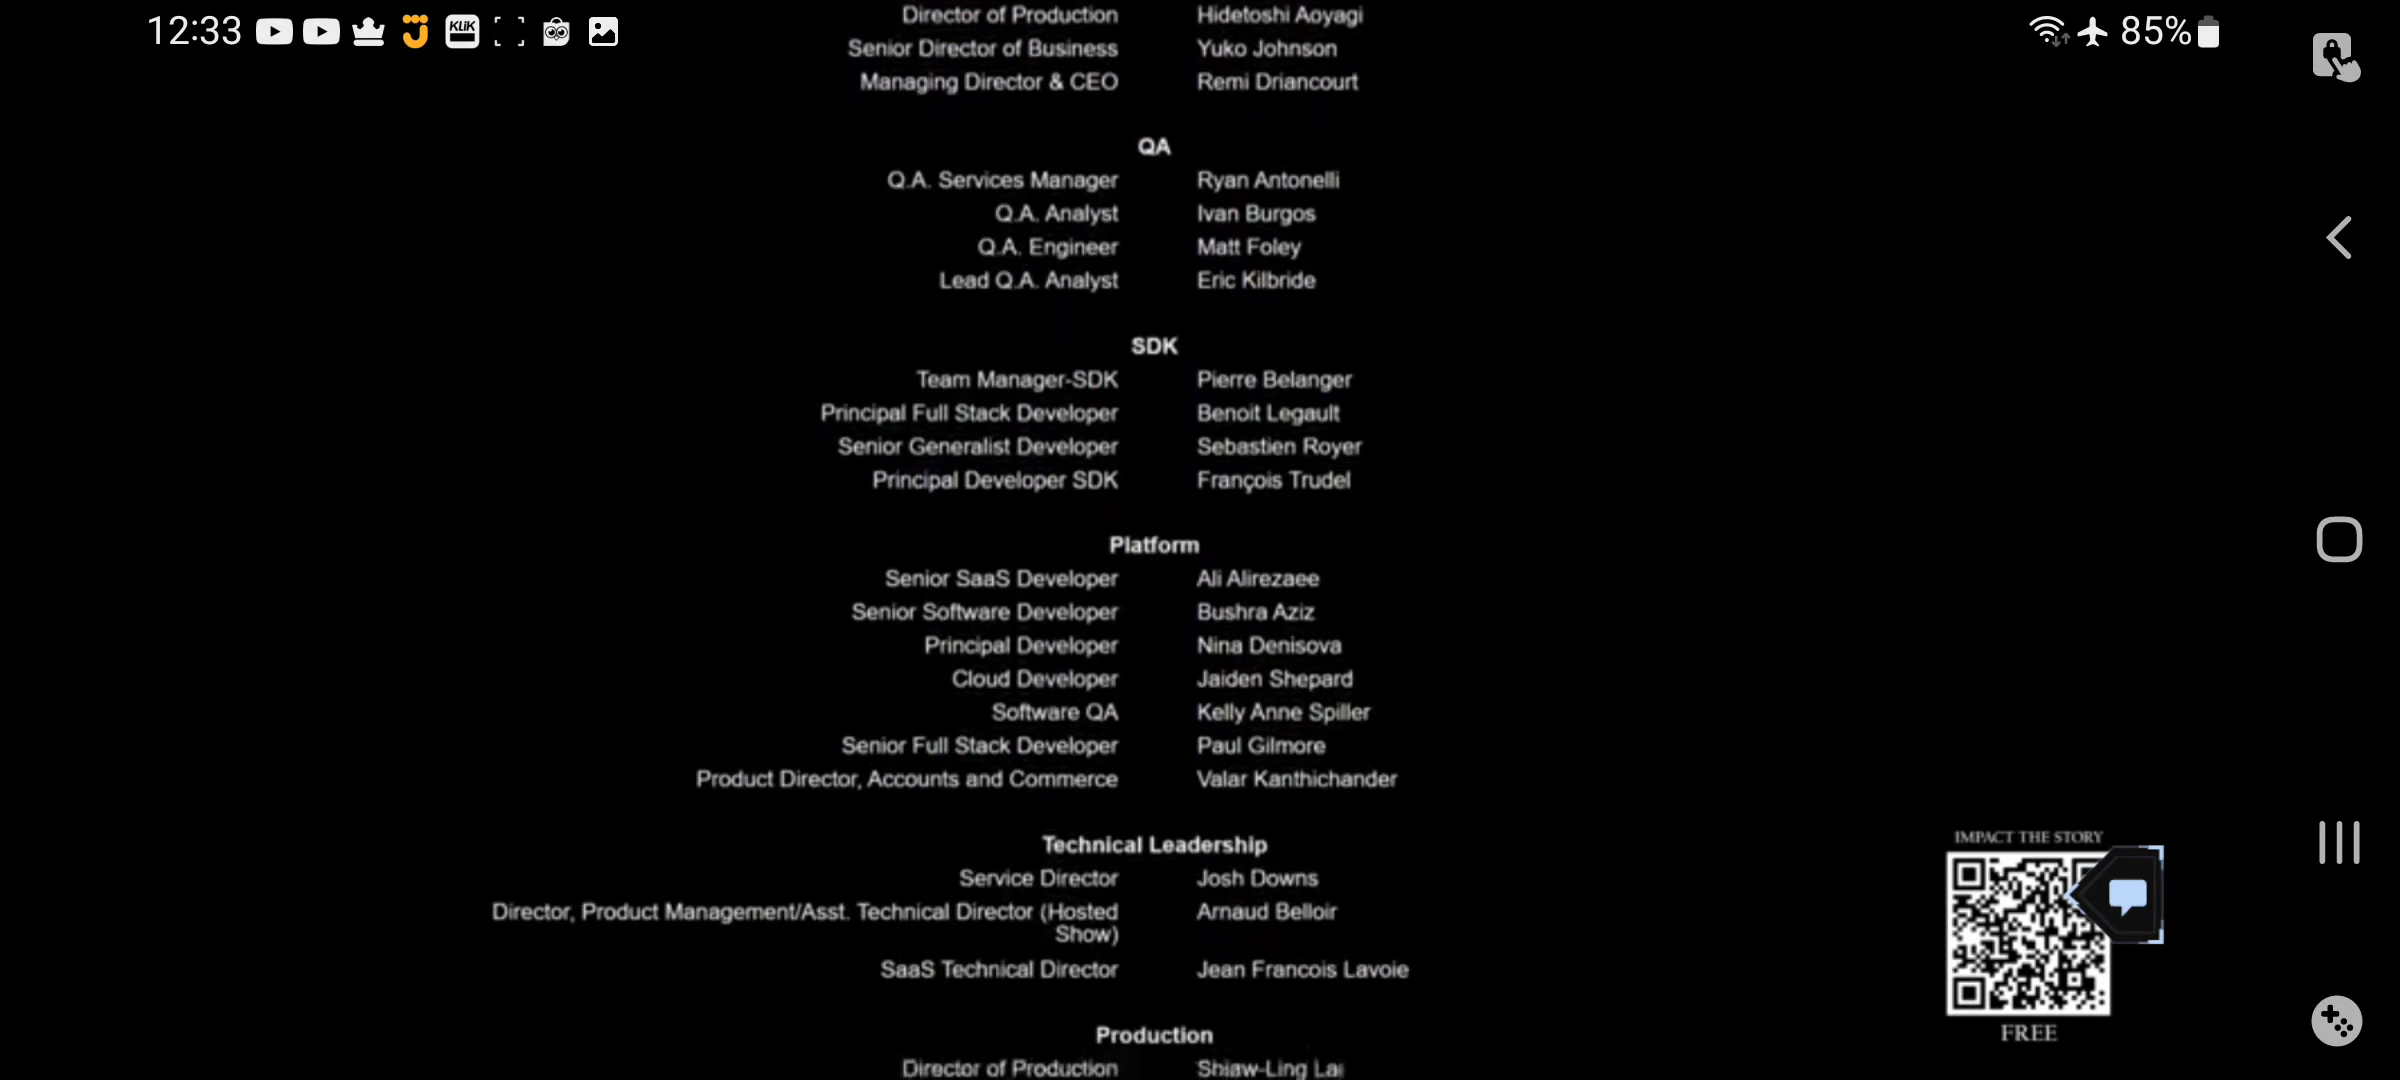 12:33
KLiK
85%
Director of Production Hidetoshi Aoyagi
Senior Director of Business Yuko Johnson
Managing Director & CEO Remi Driancourt
QA
Q.A. Services Manager Ryan Antonelli
Q.A. Analyst Ivan Burgos
Q.A. Engineer Matt Foley
Lead Q.A. Analyst Eric Kilbride
SDK
Team Manager-SDK Pierre Belanger
Principal Full Stack Developer Benoit Legault
Senior Generalist Developer Sebastien Royer
Principal Developer SDK François Trudel
Platform
Senior SaaS Developer Ali Alirezaee
Senior Software Developer Bushra Aziz
Principal Developer Nina Denisova
Cloud Developer Jaiden Shepard
Software QA Kelly Anne Spiller
Senior Full Stack Developer Paul Gilmore
Product Director, Accounts and Commerce Valar Kanthichander
Technical Leadership
Service Director Josh Downs
Director, Product Management/Asst. Technical Director (Hosted Arnaud Belloir
Show)
SaaS Technical Director Jean Francois Lavoie
Production
Director of Production Shiaw-Ling Lai
IMPACT THE STORY
FREE